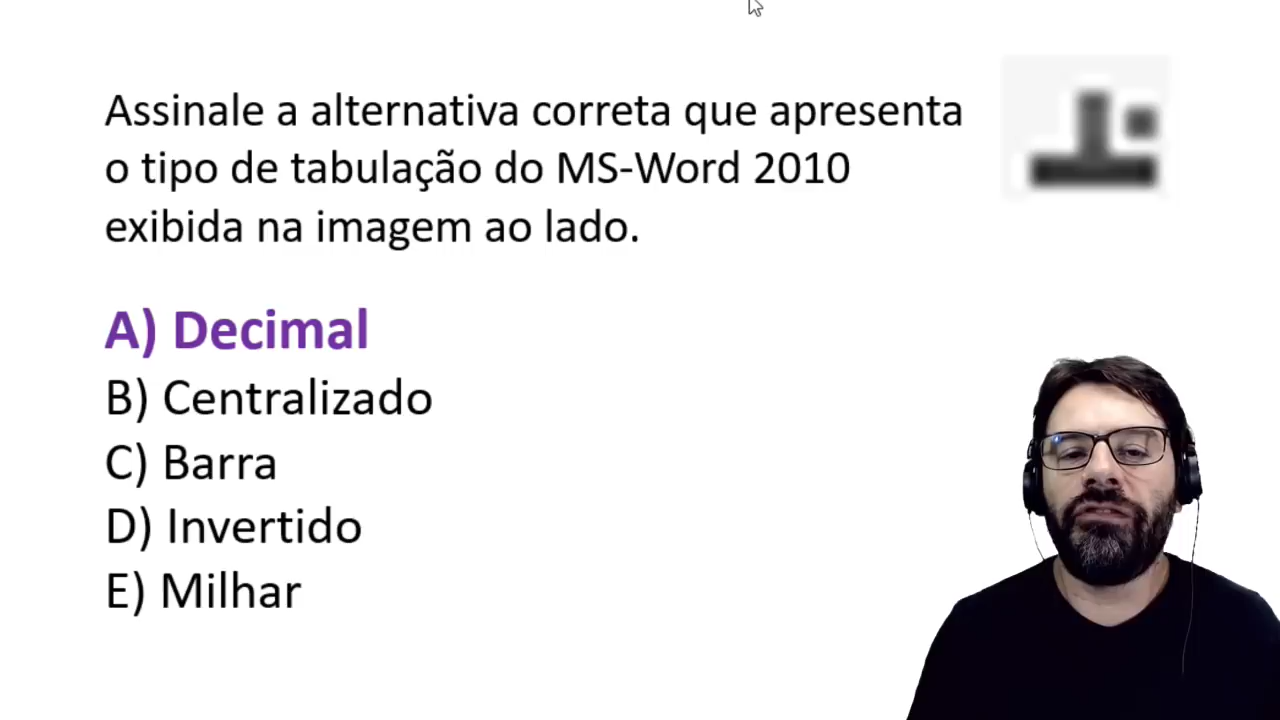 Assinale a alternativa correta que apresenta
o tipo de tabulação do MS-Word 2010
exibida na imagem ao lado.
A) Decimal
B) Centralizado
C) Barra
D) Invertido
E) Milhar